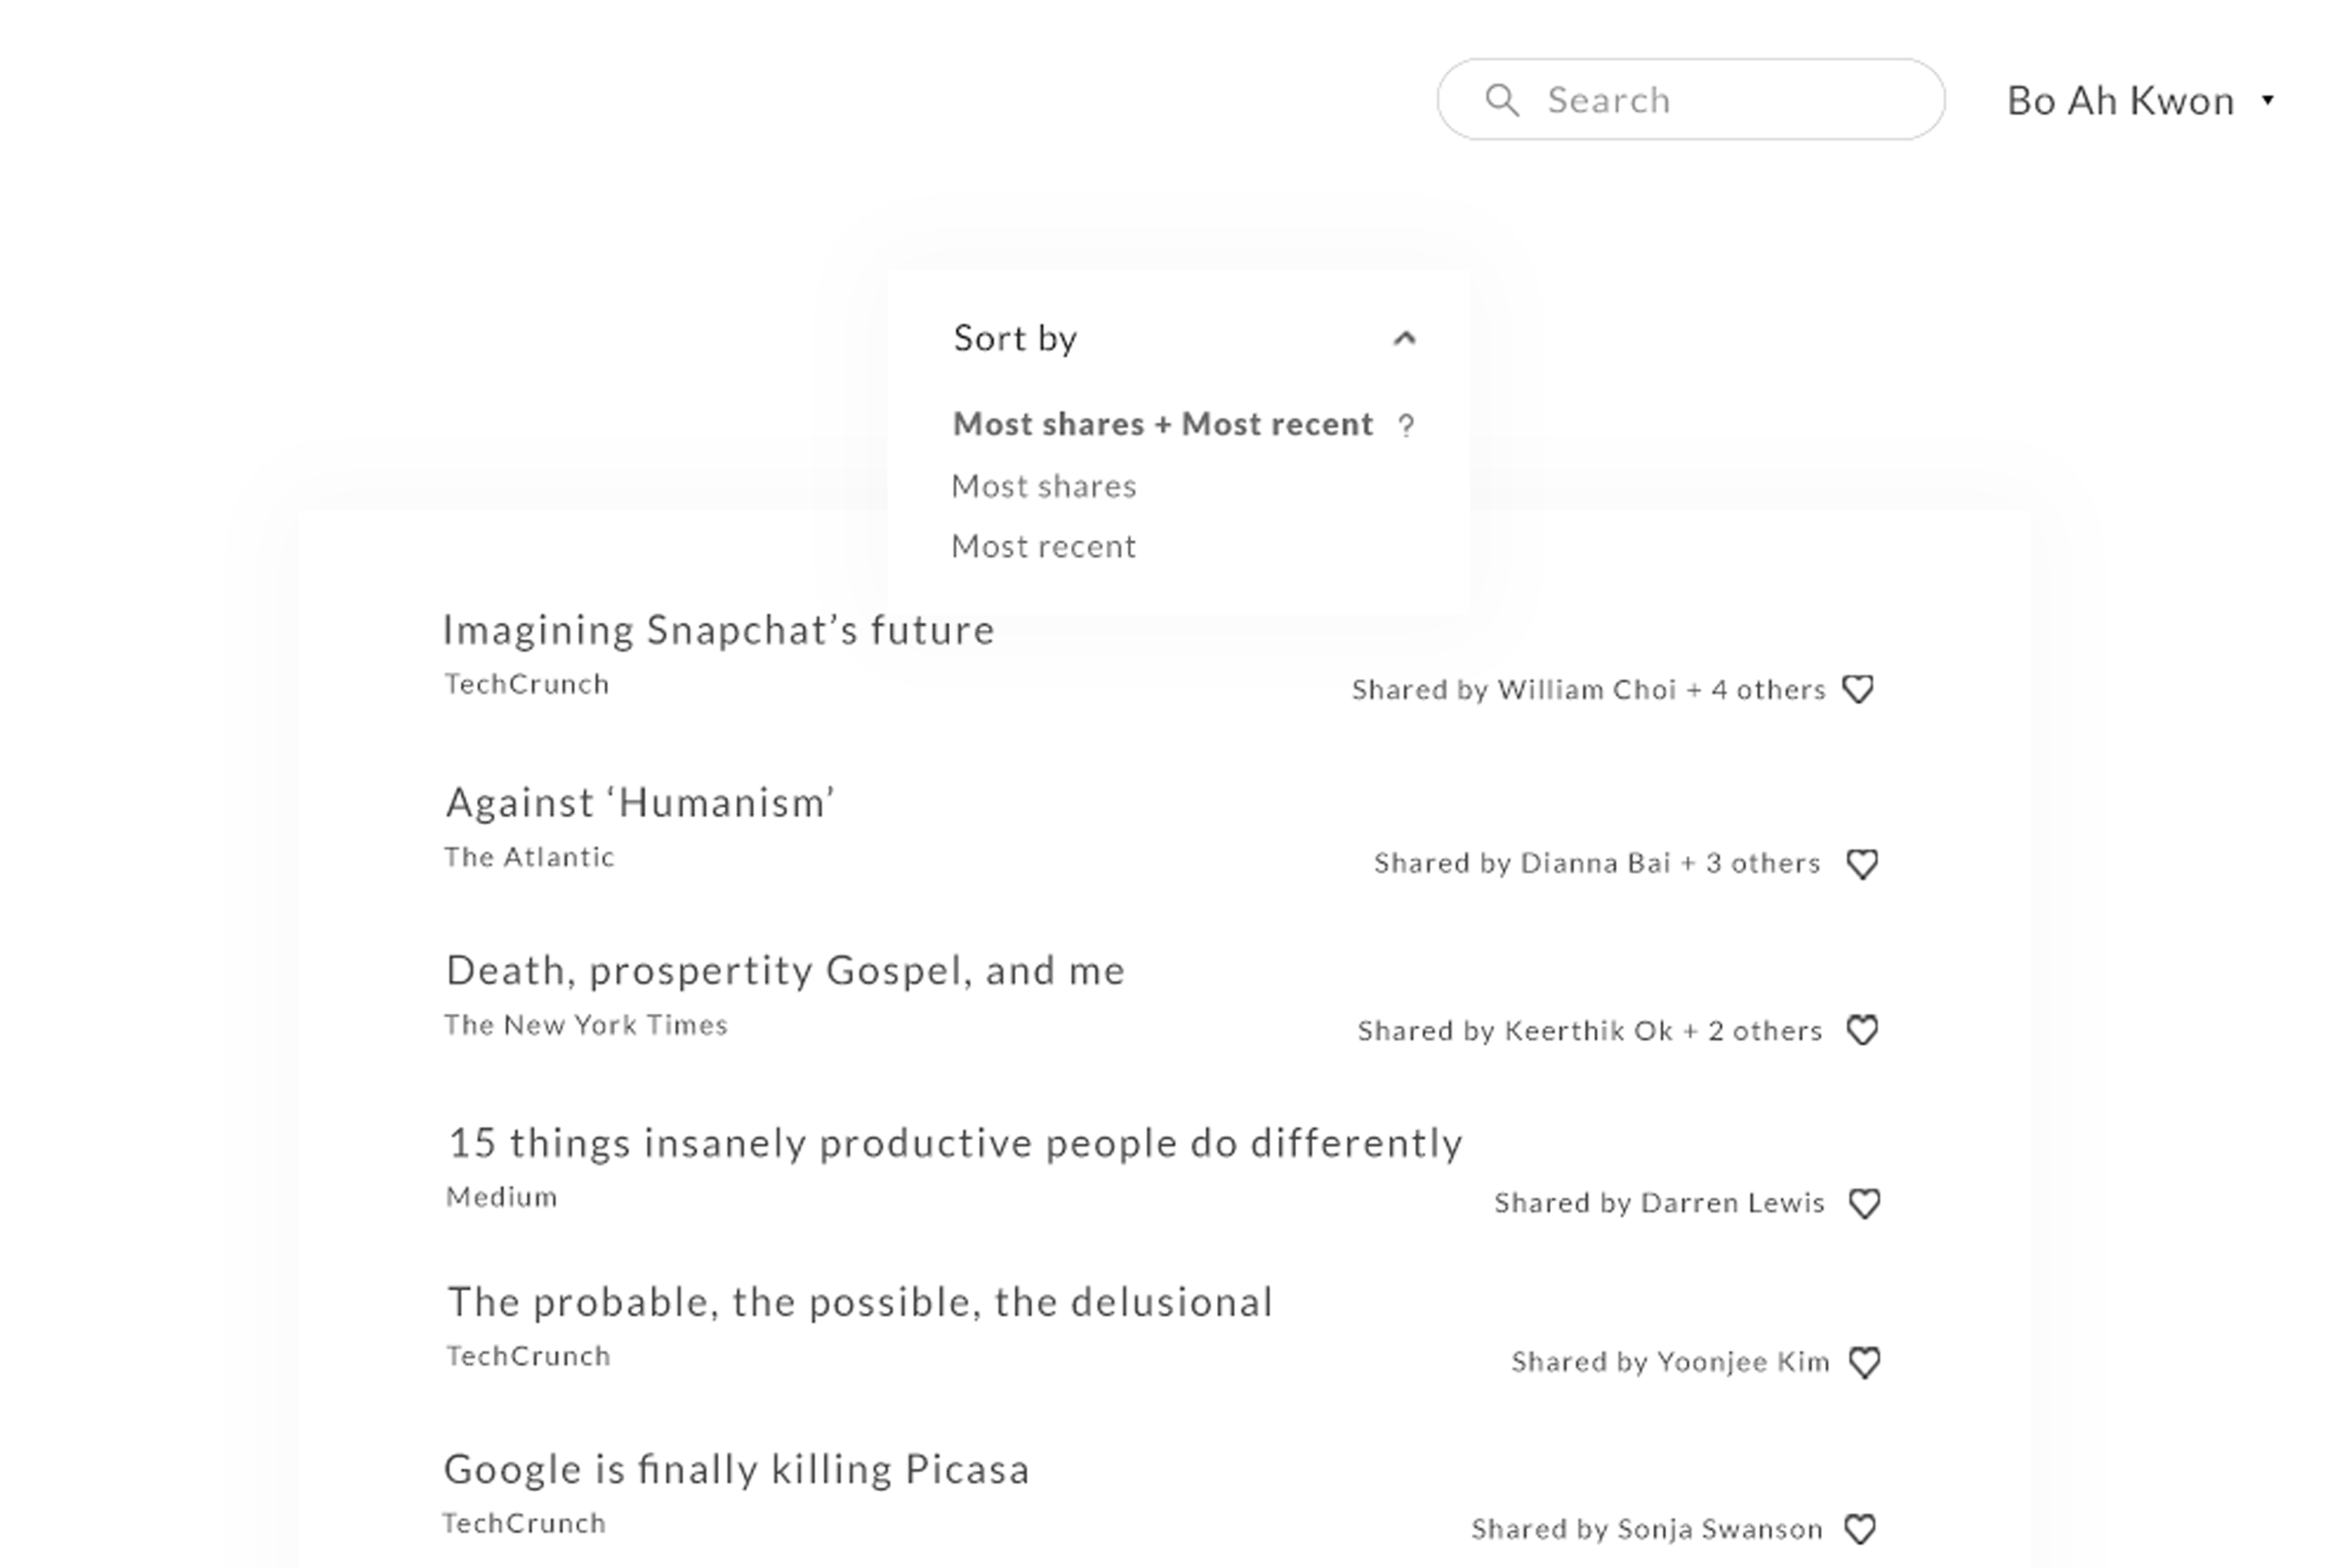 Search
Bo Ah Kwon
Sort by
Most shares + Most recent ?
Most shares
Most recent
Imagining Snapchat’s future
TechCrunch
Shared by William Choi + 4 others
Against ‘Humanism’
The Atlantic
Shared by Dianna Bai + 3 others
Death, prospertity Gospel, and me
The New York Times
Shared by Keerthik Ok + 2 others
15 things insanely productive people do differently
Medium
Shared by Darren Lewis
The probable, the possible, the delusional
TechCrunch
Shared by Yoonjee Kim
Google is finally killing Picasa
TechCrunch
Shared by Sonja Swanson